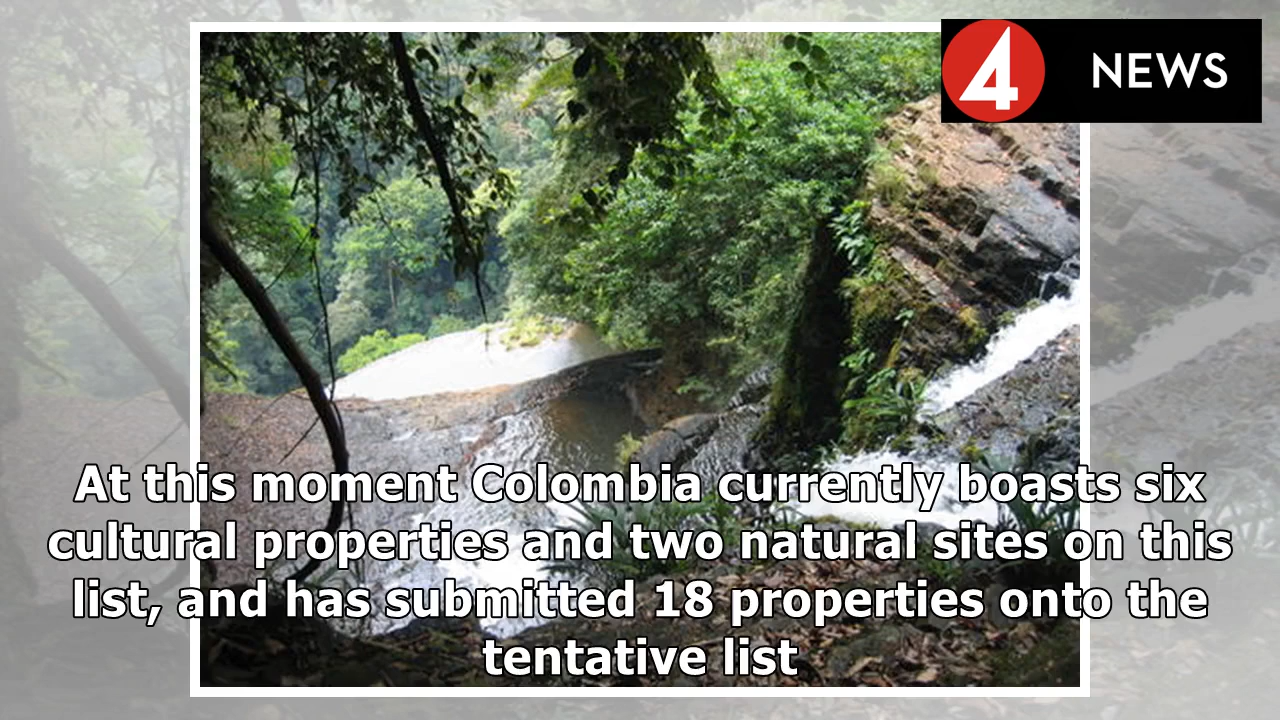 4 NEWS
At this moment Colombia currently boasts six
cultural properties and two natural sites on this
list, and has submitted 18 properties onto the
tentative list